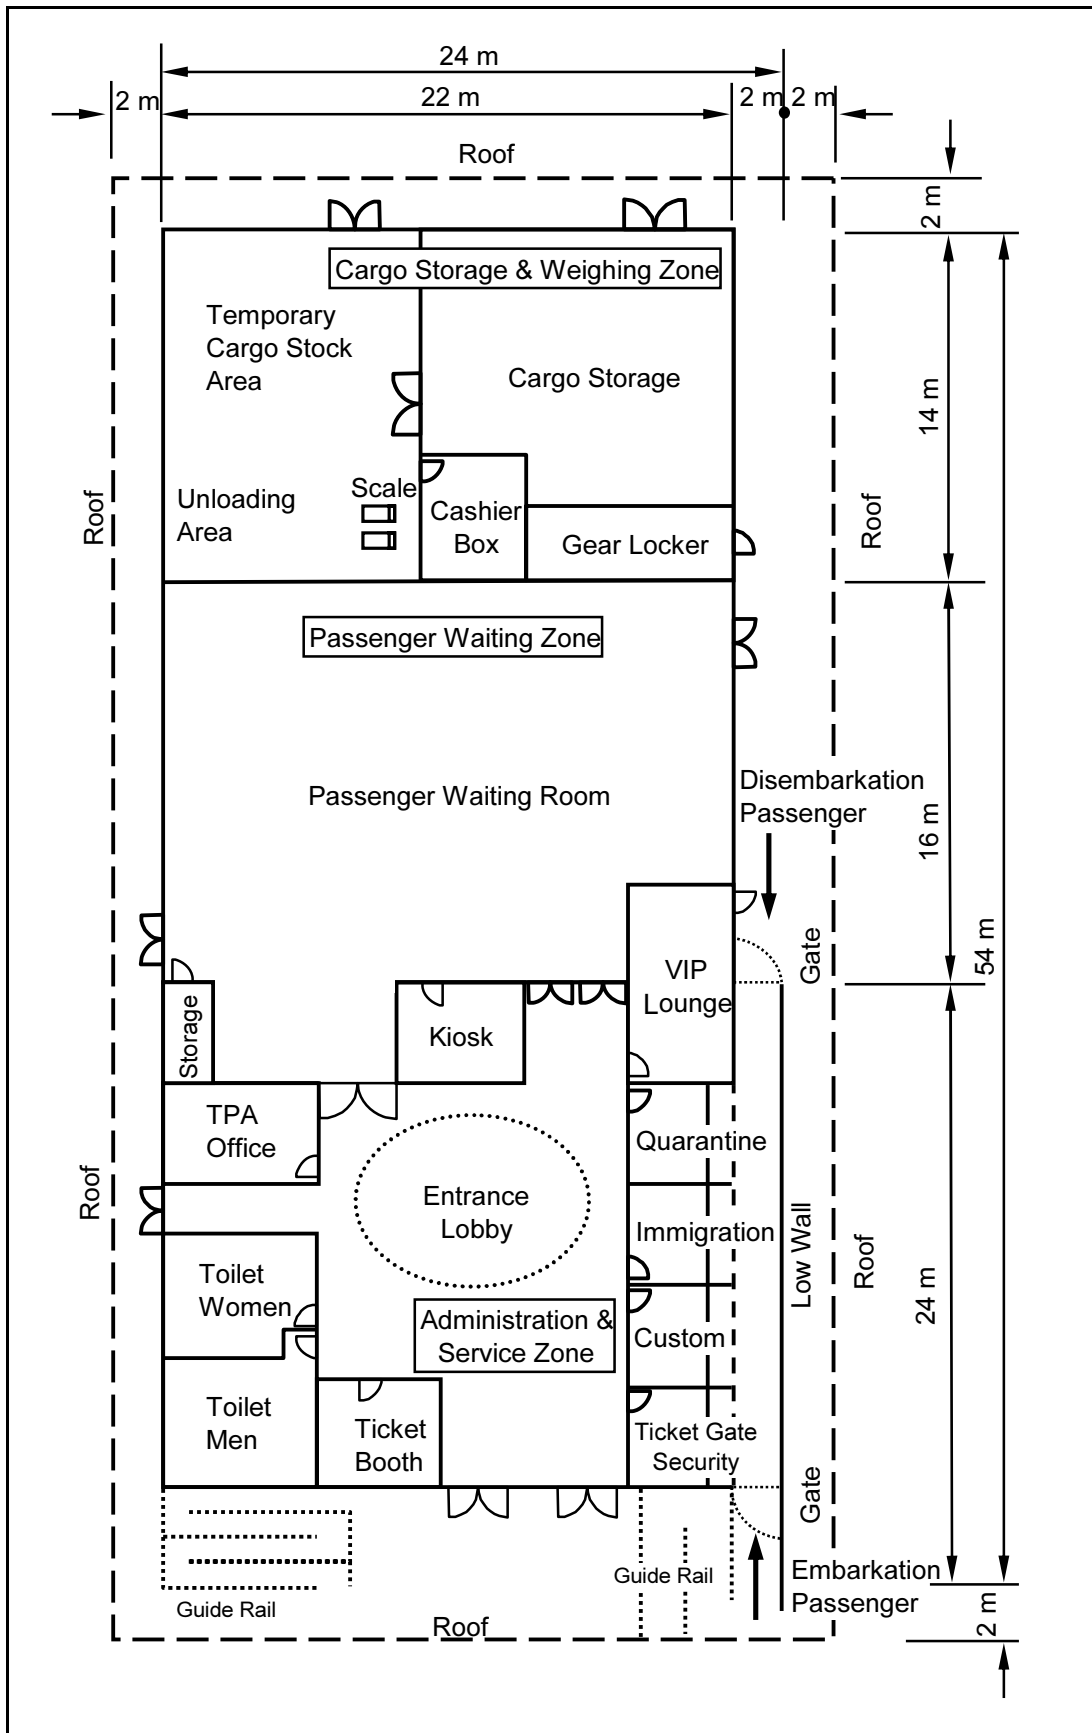 24 m
2 m
22 m
2 m
2 m
Roof
2 m
Cargo Storage & Weighing Zone
Temporary
Cargo Stock
Area
Cargo Storage
14 m
Roof
Unloading
Area
Scale
Cashier
Box
Gear Locker
Roof
Passenger Waiting Zone
Passenger Waiting Room
Disembarkation
Passenger
16 m
VIP
Lounge
Gate
54 m
Storage
Kiosk
TPA
Office
Quarantine
Roof
Entrance
Lobby
Immigration
Low Wall
Roof
24 m
Toilet
Women
Administration &
Service Zone
Custom
Toilet
Men
Ticket
Booth
Ticket Gate
Security
Gate
Guide Rail
Guide Rail
Embarkation
Passenger
Roof
2 m